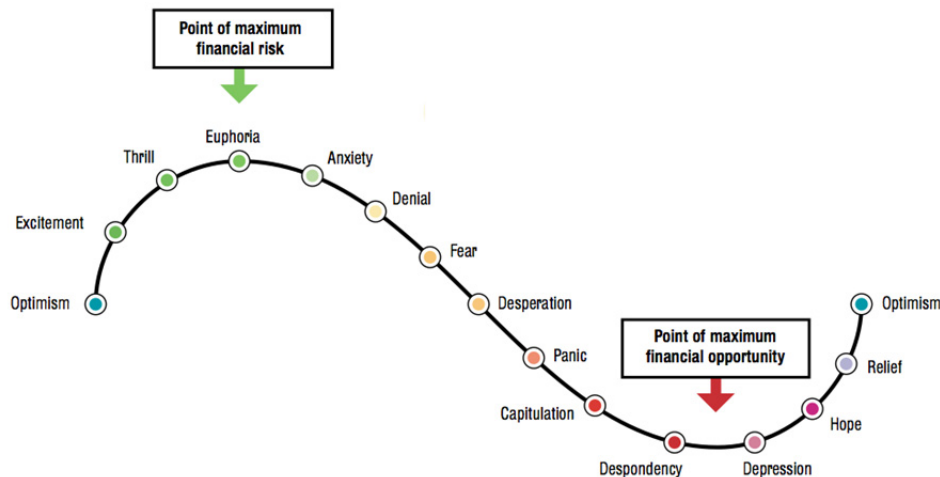 Point of maximum
financial risk
Euphoria
Thrill
Anxiety
Denial
Excitement
Fear
Optimism
Desperation
Optimism
Point of maximum
financial opportunity
Panic
Relief
Capitulation
Hope
Despondency
Depression